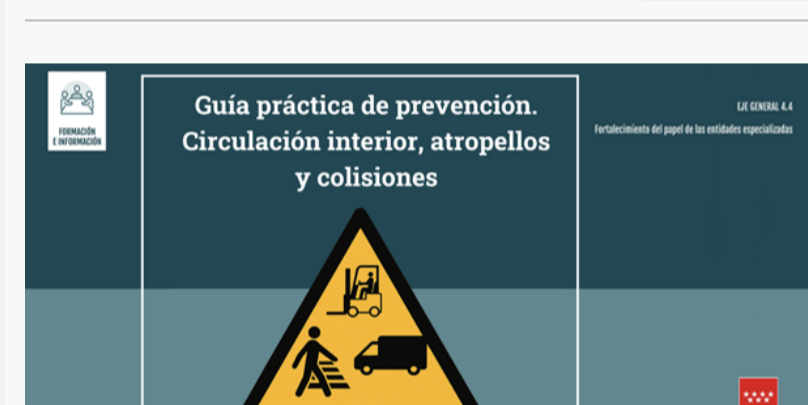 FORMACIÓN
E INFORMACIÓN
Guía práctica de prevención.
Circulación interior, atropellos
y colisiones
EJE GENERAL 4.4
Fortalecimiento del papel de las entidades especializadas